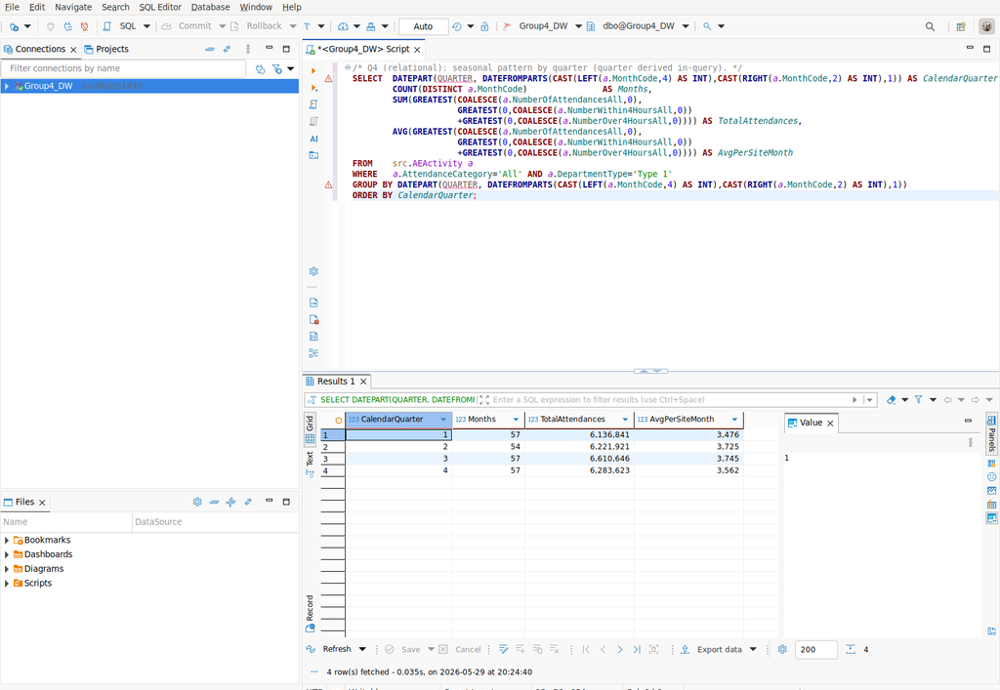 File Edit Navigate Search SQL Editor Database Window Help
SQL Commit Rollback T Auto Group4_DW dbo@Group4_DW
Connections Projects
Filter connections by name
Group4_DW localhost:1433
*<Group4_DW> Script
/* Q4 (relational): seasonal pattern by quarter (quarter derived in-query). */
SELECT DATEPART(QUARTER, DATEFROMPARTS(CAST(LEFT(a.MonthCode,4) AS INT),CAST(RIGHT(a.MonthCode,2) AS INT),1)) AS CalendarQuarter
COUNT(DISTINCT a.MonthCode) AS Months,
SUM(GREATEST(COALESCE(a.NumberOfAttendancesAll,0),
GREATEST(0,COALESCE(a.NumberWithin4HoursAll,0))
+GREATEST(0,COALESCE(a.NumberOver4HoursAll,0)))) AS TotalAttendances,
AVG(GREATEST(COALESCE(a.NumberOfAttendancesAll,0),
GREATEST(0,COALESCE(a.NumberWithin4HoursAll,0))
+GREATEST(0,COALESCE(a.NumberOver4HoursAll,0)))) AS AvgPerSiteMonth
FROM src.AEActivity a
WHERE a.AttendanceCategory='All' AND a.DepartmentType='Type 1'
GROUP BY DATEPART(QUARTER, DATEFROMPARTS(CAST(LEFT(a.MonthCode,4) AS INT),CAST(RIGHT(a.MonthCode,2) AS INT),1))
ORDER BY CalendarQuarter;
Results 1
SELECT DATEPART(QUARTER, DATEFROMI Enter a SQL expression to filter results (use Ctrl+Space)
Grid
Text
Record
123 CalendarQuarter 123 Months 123 TotalAttendances 123 AvgPerSiteMonth
1 1 57 6,136,841 3,476
2 2 54 6,221,921 3,725
3 3 57 6,610,646 3,745
4 4 57 6,283,623 3,562
Value
1
Panels
Files
Name DataSource
Bookmarks
Dashboards
Diagrams
Scripts
Refresh Save Cancel Export data 200 4
4 row(s) fetched - 0.035s, on 2026-05-29 at 20:24:40